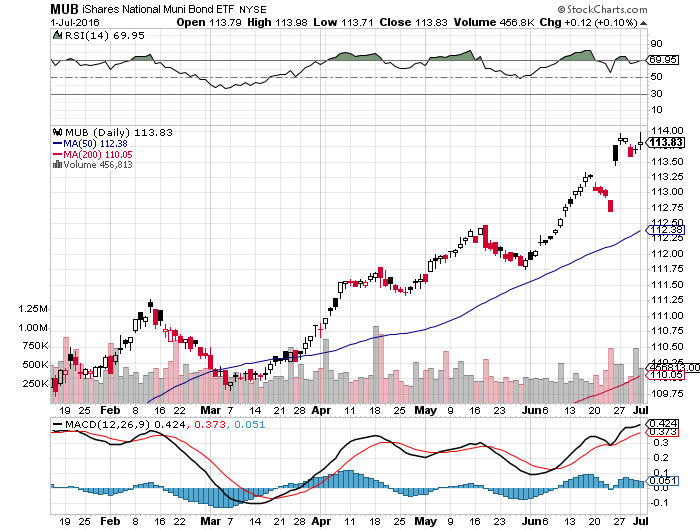 MUB iShares National Muni Bond ETF NYSE © StockCharts.com
1-Jul-2016 Open 113.79 High 113.98 Low 113.71 Close 113.83 Volume 456.8K Chg +0.12 (+0.10%)
RSI(14) 69.95
90
69.95
50
30
10
MUB (Daily) 113.83
MA(50) 112.38
MA(200) 110.05
Volume 456,813
114.00
113.83
113.50
113.25
113.00
112.75
112.50
112.38
112.25
112.00
111.75
111.50
111.25
111.00
110.75
110.50
110.25
456813.00
110.05
109.75
1.25M
1.00M
750K
500K
250K
19 25 Feb 8 16 22 Mar 7 14 21 28 Apr 11 18 25 May 9 16 23 Jun 6 13 20 27 Jul
MACD(12,26,9) 0.424, 0.373, 0.051
0.424
0.373
0.3
0.2
0.1
0.051
0.0
-0.1
19 25 Feb 8 16 22 Mar 7 14 21 28 Apr 11 18 25 May 9 16 23 Jun 6 13 20 27 Jul